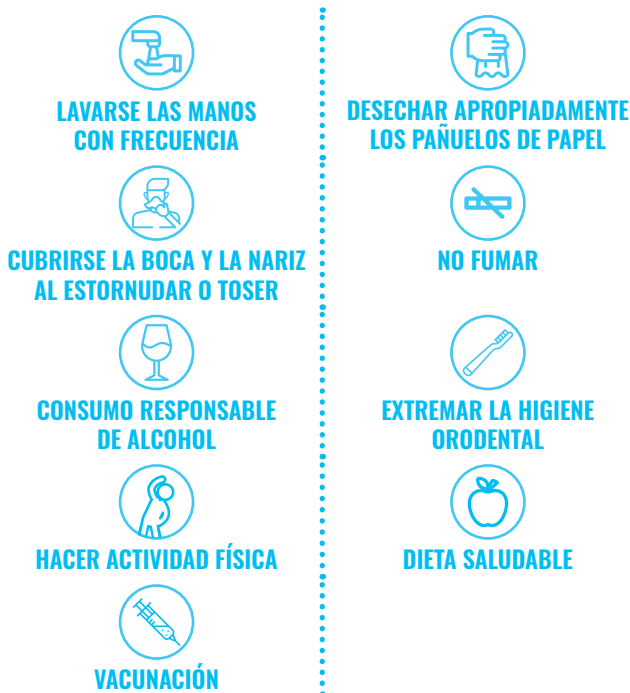 LAVARSE LAS MANOS
CON FRECUENCIA
DESECHAR APROPIADAMENTE
LOS PAÑUELOS DE PAPEL
CUBRIRSE LA BOCA Y LA NARIZ
AL ESTORNUDAR O TOSER
NO FUMAR
CONSUMO RESPONSABLE
DE ALCOHOL
EXTREMAR LA HIGIENE
ORODENTAL
HACER ACTIVIDAD FÍSICA
DIETA SALUDABLE
VACUNACIÓN